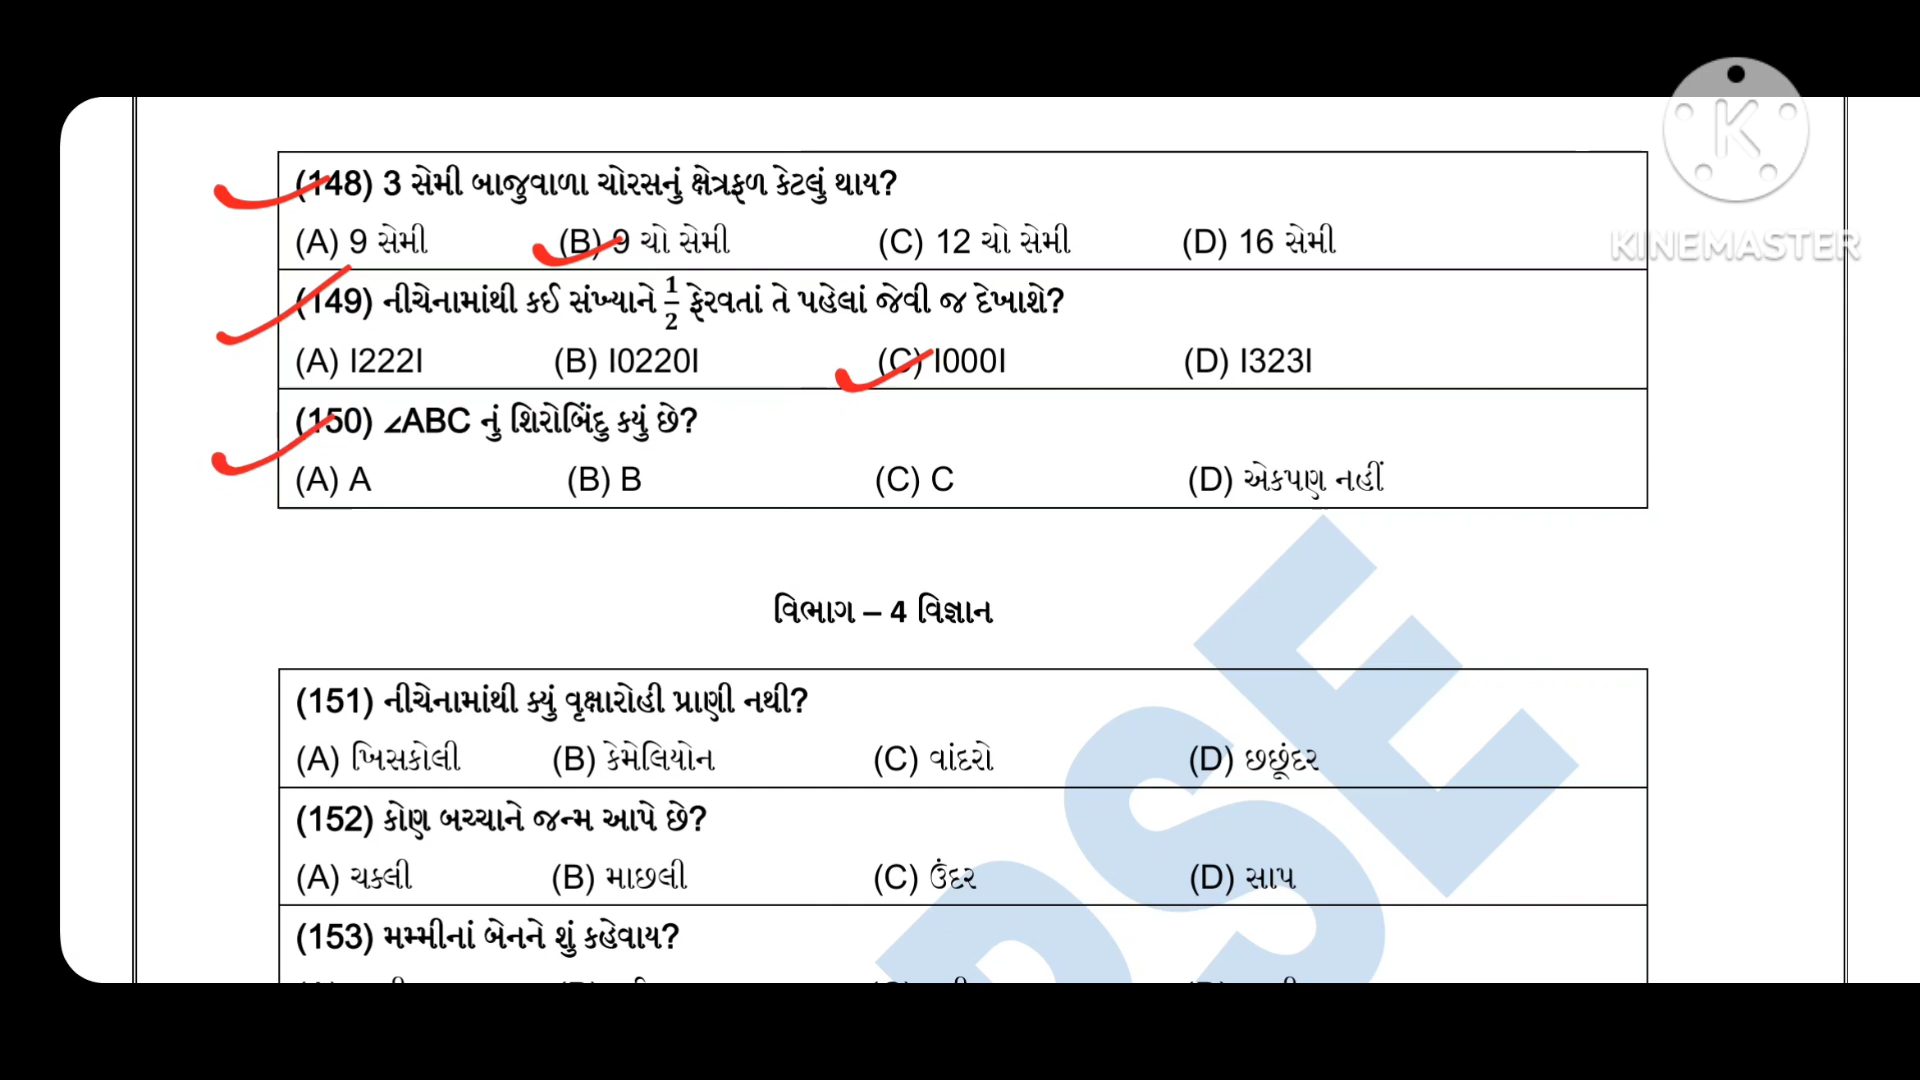 KINEMASTER
(148) 3 સેમી બાજુવાળા ચોરસનું ક્ષેત્રફળ કેટલું થાય?
(A) 9 સેમી (B) 9 ચો સેમી (C) 12 ચો સેમી (D) 16 સેમી
(149) નીચેનામાંથી કઈ સંખ્યાને 1/2 ફેરવતાં તે પહેલાં જેવી જ દેખાશે?
(A) I222I (B) I0220I (C) I000I (D) I323I
(150) ∠ABC નું શિરોબિંદુ ક્યું છે?
(A) A (B) B (C) C (D) એકપણ નહીં
વિભાગ – 4 વિજ્ઞાન
(151) નીચેનામાંથી ક્યું વૃક્ષારોહી પ્રાણી નથી?
(A) ખિસકોલી (B) કેમેલિયોન (C) વાંદરો (D) છછૂંદર
(152) કોણ બચ્ચાને જન્મ આપે છે?
(A) ચકલી (B) માછલી (C) ઉંદર (D) સાપ
(153) મમ્મીનાં બેનને શું કહેવાય?